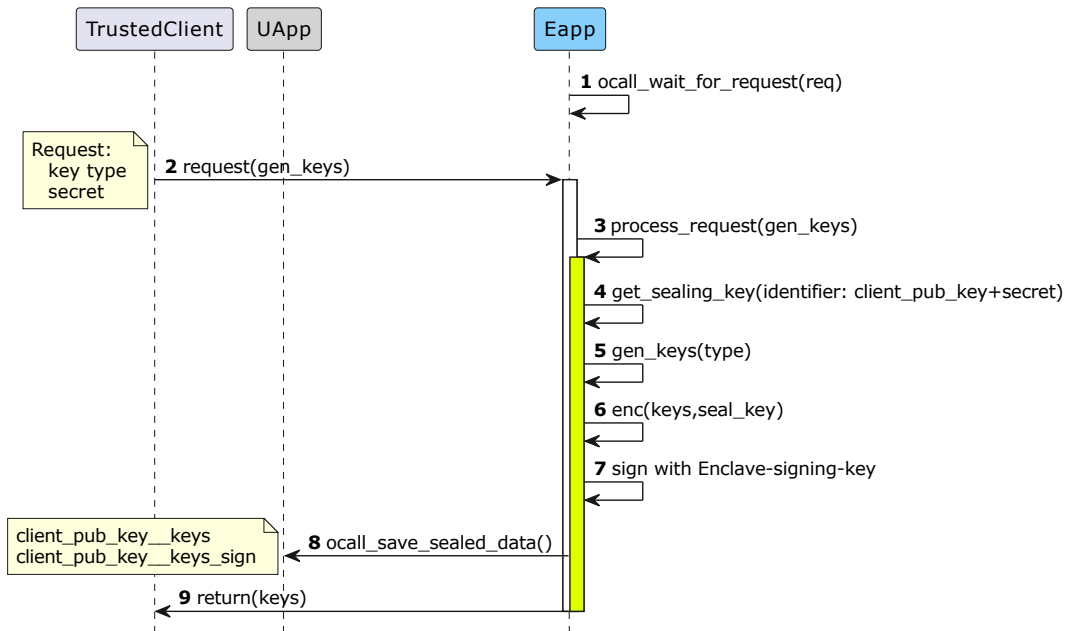 TrustedClient
UApp
Eapp
1 ocall_wait_for_request(req)
Request:
key type
secret
2 request(gen_keys)
3 process_request(gen_keys)
4 get_sealing_key(identifier: client_pub_key+secret)
5 gen_keys(type)
6 enc(keys,seal_key)
7 sign with Enclave-signing-key
client_pub_key__keys
client_pub_key__keys_sign
8 ocall_save_sealed_data()
9 return(keys)